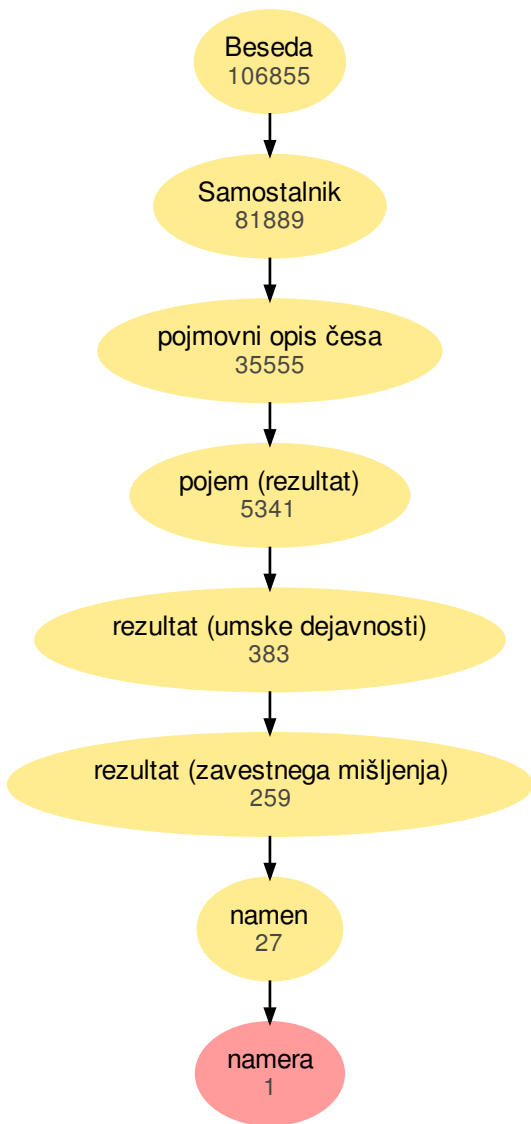 Beseda
106855
Samostalnik
81889
pojmovni opis česa
35555
pojem (rezultat)
5341
rezultat (umske dejavnosti)
383
rezultat (zavestnega mišljenja)
259
namen
27
namera
1